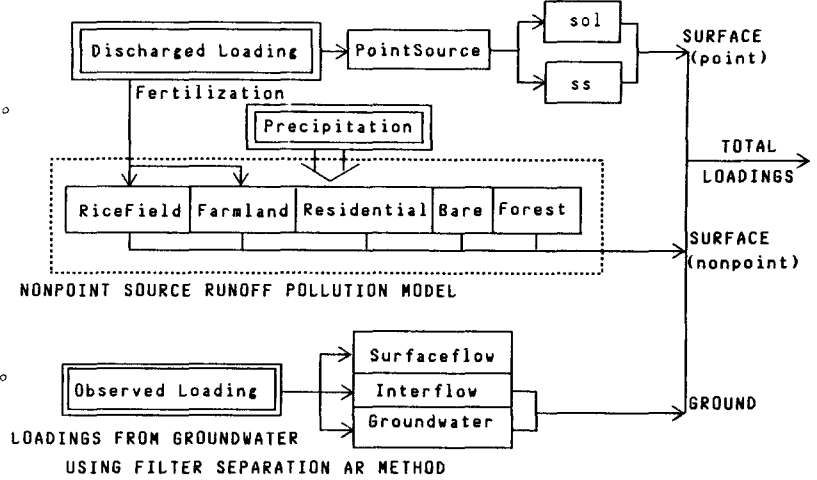 sol
SURFACE
(point)
Discharged Loading
PointSource
ss
Fertilization
Precipitation
TOTAL
LOADINGS
RiceField
Farmland
Residential
Bare
Forest
SURFACE
(nonpoint)
NONPOINT SOURCE RUNOFF POLLUTION MODEL
Surfaceflow
Observed Loading
Interflow
Groundwater
GROUND
LOADINGS FROM GROUNDWATER
USING FILTER SEPARATION AR METHOD